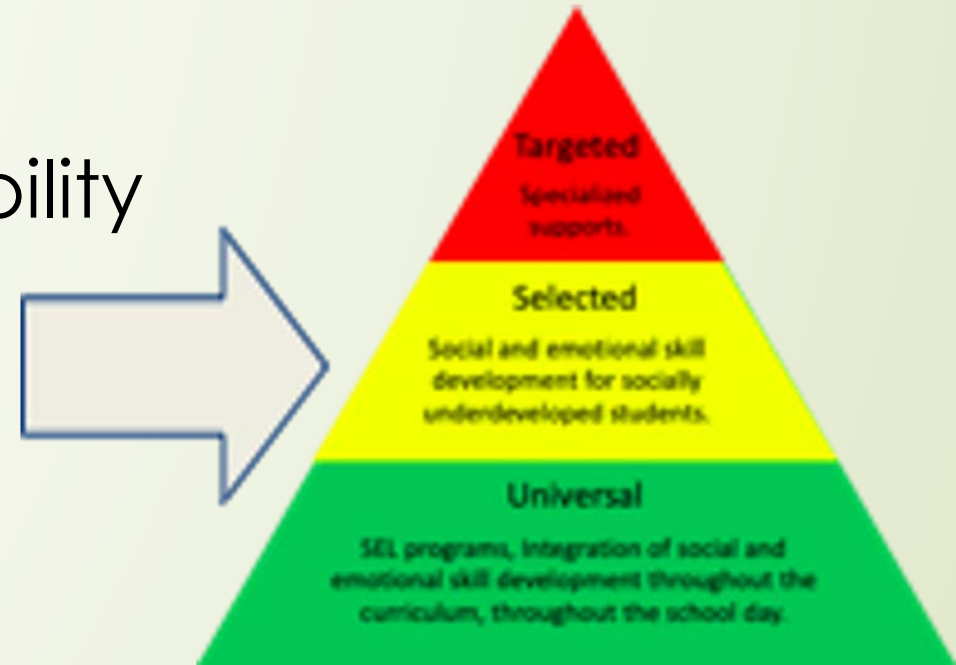 bility
Targeted
Specialized
supports.
Selected
Social and emotional skill
development for socially
underdeveloped students.
Universal
SEL programs, Integration of social and
emotional skill development throughout the
curriculum, throughout the school day.